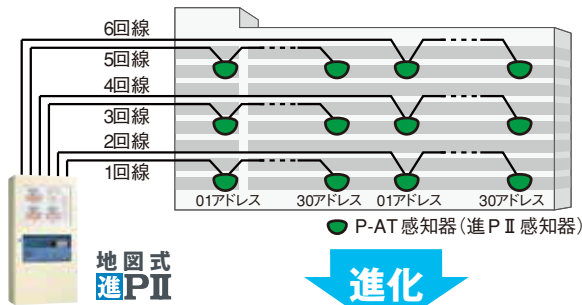 6回線
5回線
4回線
3回線
2回線
1回線
01アドレス 30アドレス 01アドレス 30アドレス
P-AT感知器(進PⅡ感知器)
地図式
進PⅡ
進化